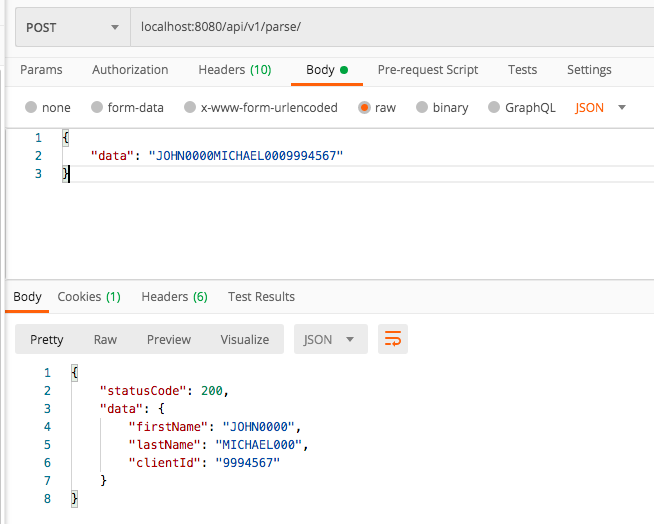 POST localhost:8080/api/v1/parse/
Params Authorization Headers (10) Body Pre-request Script Tests Settings
none form-data x-www-form-urlencoded raw binary GraphQL JSON
1 {
2 "data": "JOHN0000MICHAEL0009994567"
3 }
Body Cookies (1) Headers (6) Test Results
Pretty Raw Preview Visualize JSON
1 {
2 "statusCode": 200,
3 "data": {
4 "firstName": "JOHN0000",
5 "lastName": "MICHAEL000",
6 "clientId": "9994567"
7 }
8 }